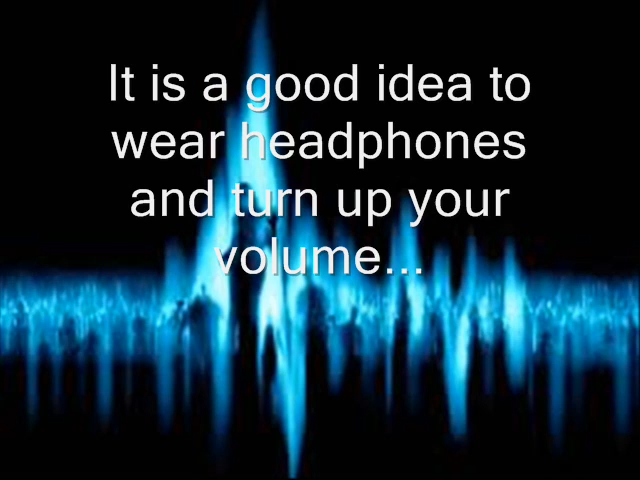 It is a good idea to
wear headphones
and turn up your
volume...